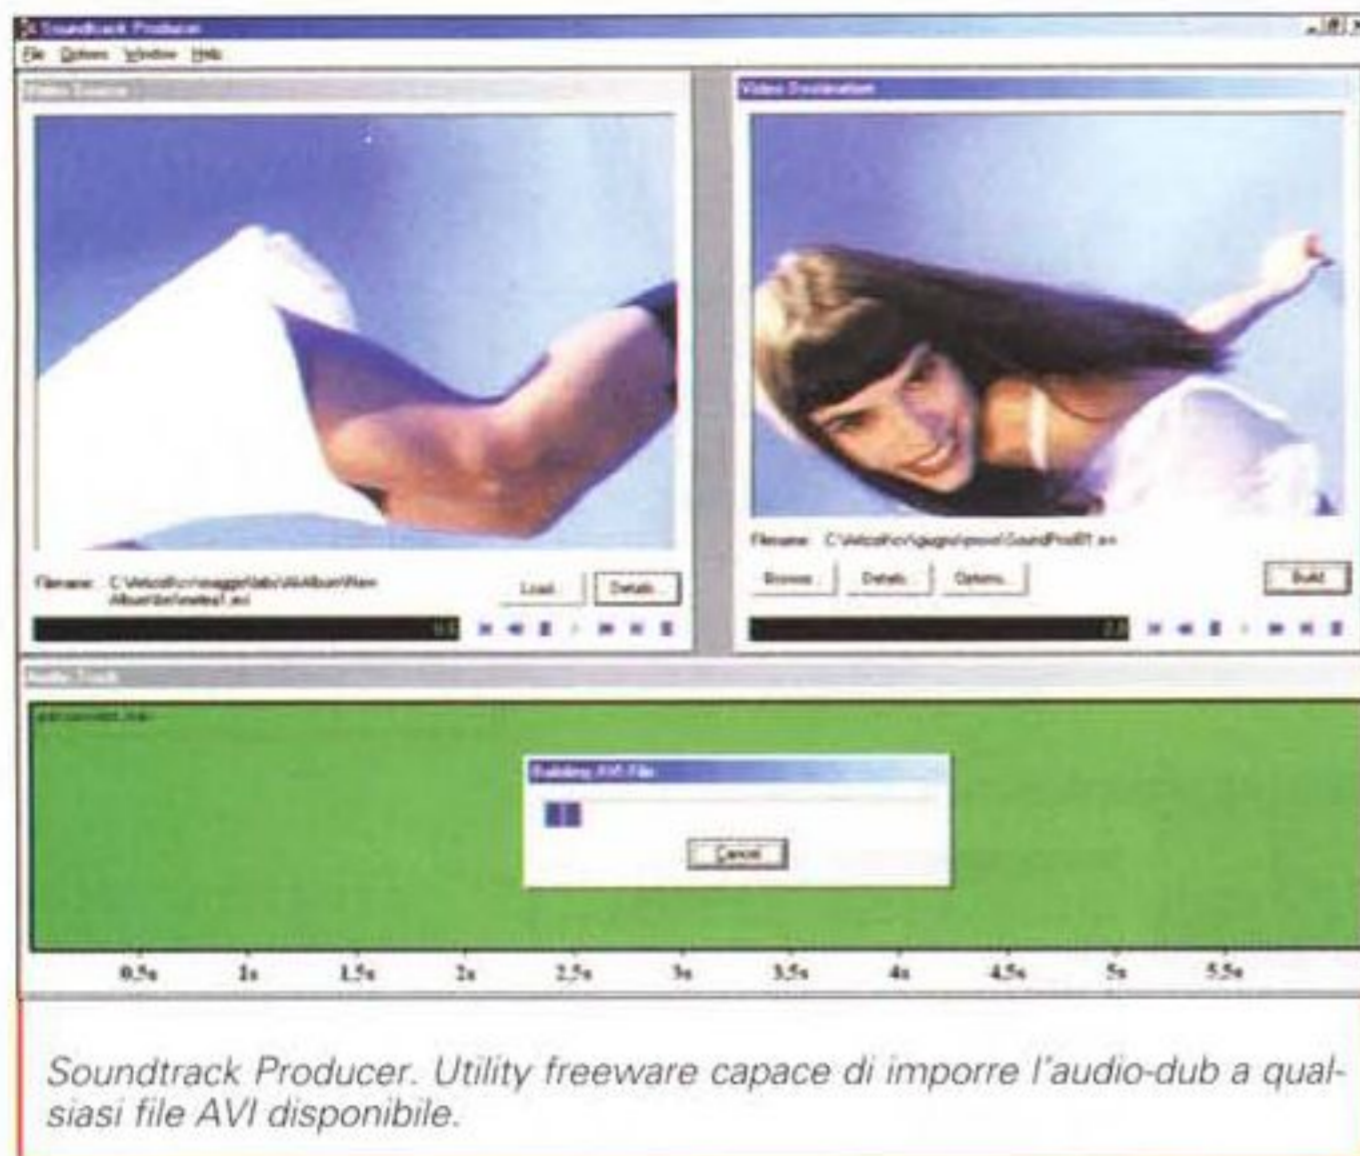 Soundtrack Producer
File Options Window Help
Video Source
Video Destination
Filename:
Load...
Details...
Filename:
Browse...
Details...
Options...
Build
Audio Track
Building AVI File
Cancel
0.5s 1s 1.5s 2s 2.5s 3s 3.5s 4s 4.5s 5s 5.5s
Soundtrack Producer. Utility freeware capace di imporre l'audio-dub a qual-
siasi file AVI disponibile.